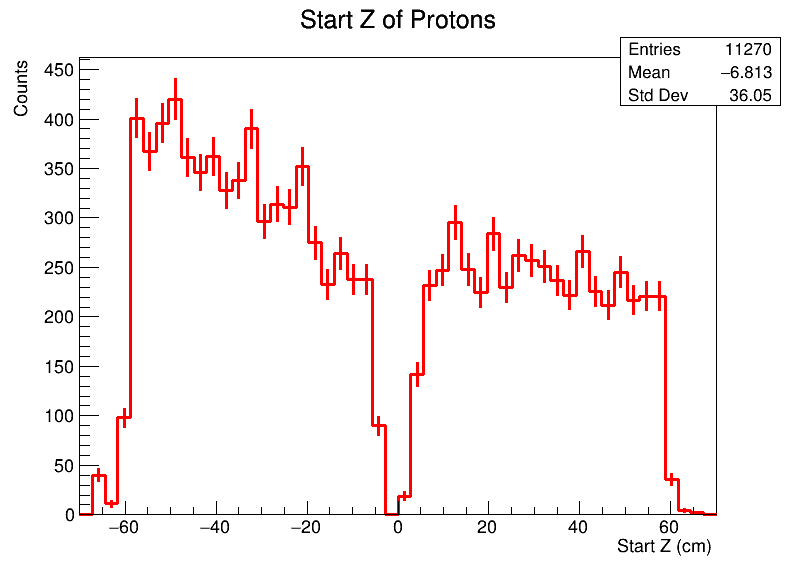 Start Z of Protons
Entries 11270
Mean −6.813
Std Dev 36.05
Counts
450
400
350
300
250
200
150
100
50
0
−60 −40 −20 0 20 40 60
Start Z (cm)